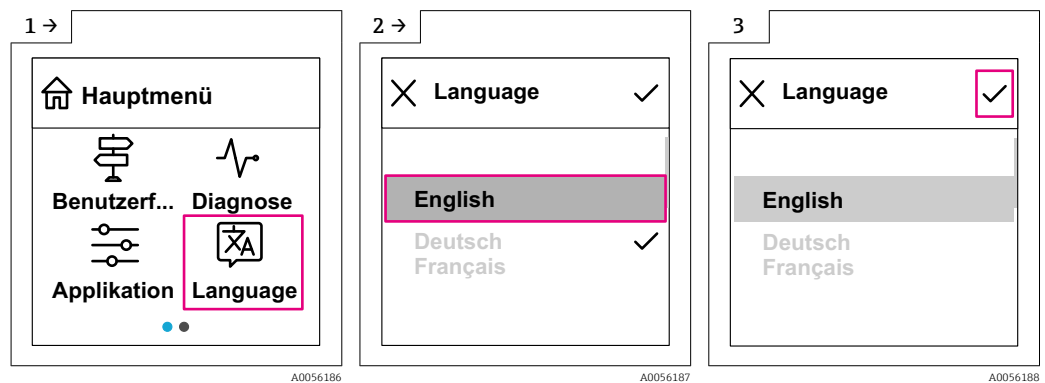 1 →
Hauptmenü
Benutzerf... Diagnose
Applikation Language
A0056186
2 →
Language
English
Deutsch
Français
A0056187
3
Language
English
Deutsch
Français
A0056188